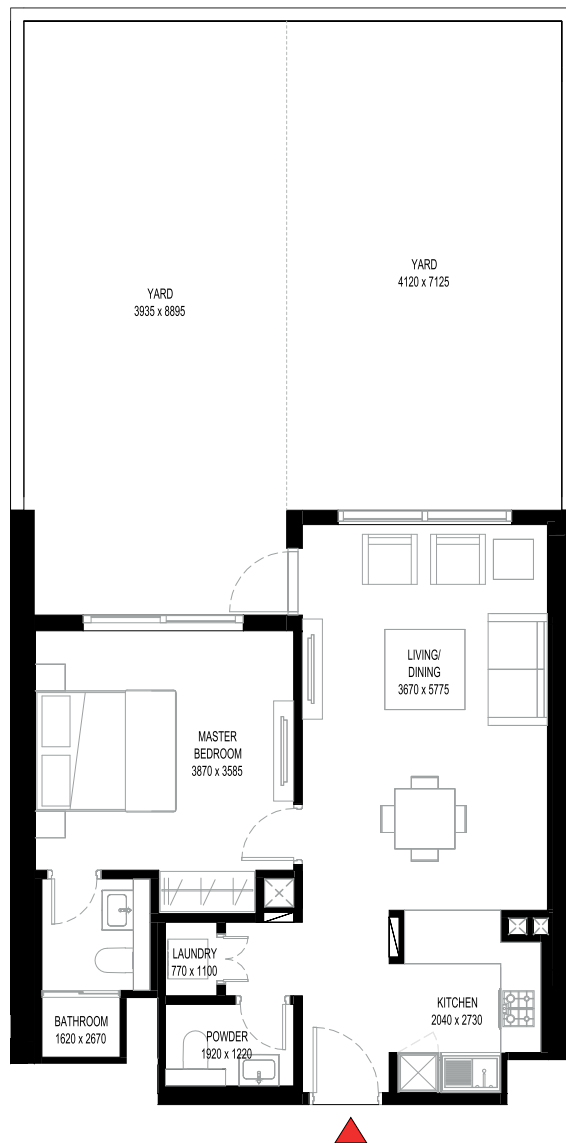 YARD
4120 x 7125
YARD
3935 x 8895
LIVING/
DINING
3670 x 5775
MASTER
BEDROOM
3870 x 3585
LAUNDRY
770 x 1100
KITCHEN
2040 x 2730
BATHROOM
1620 x 2670
POWDER
1920 x 1220